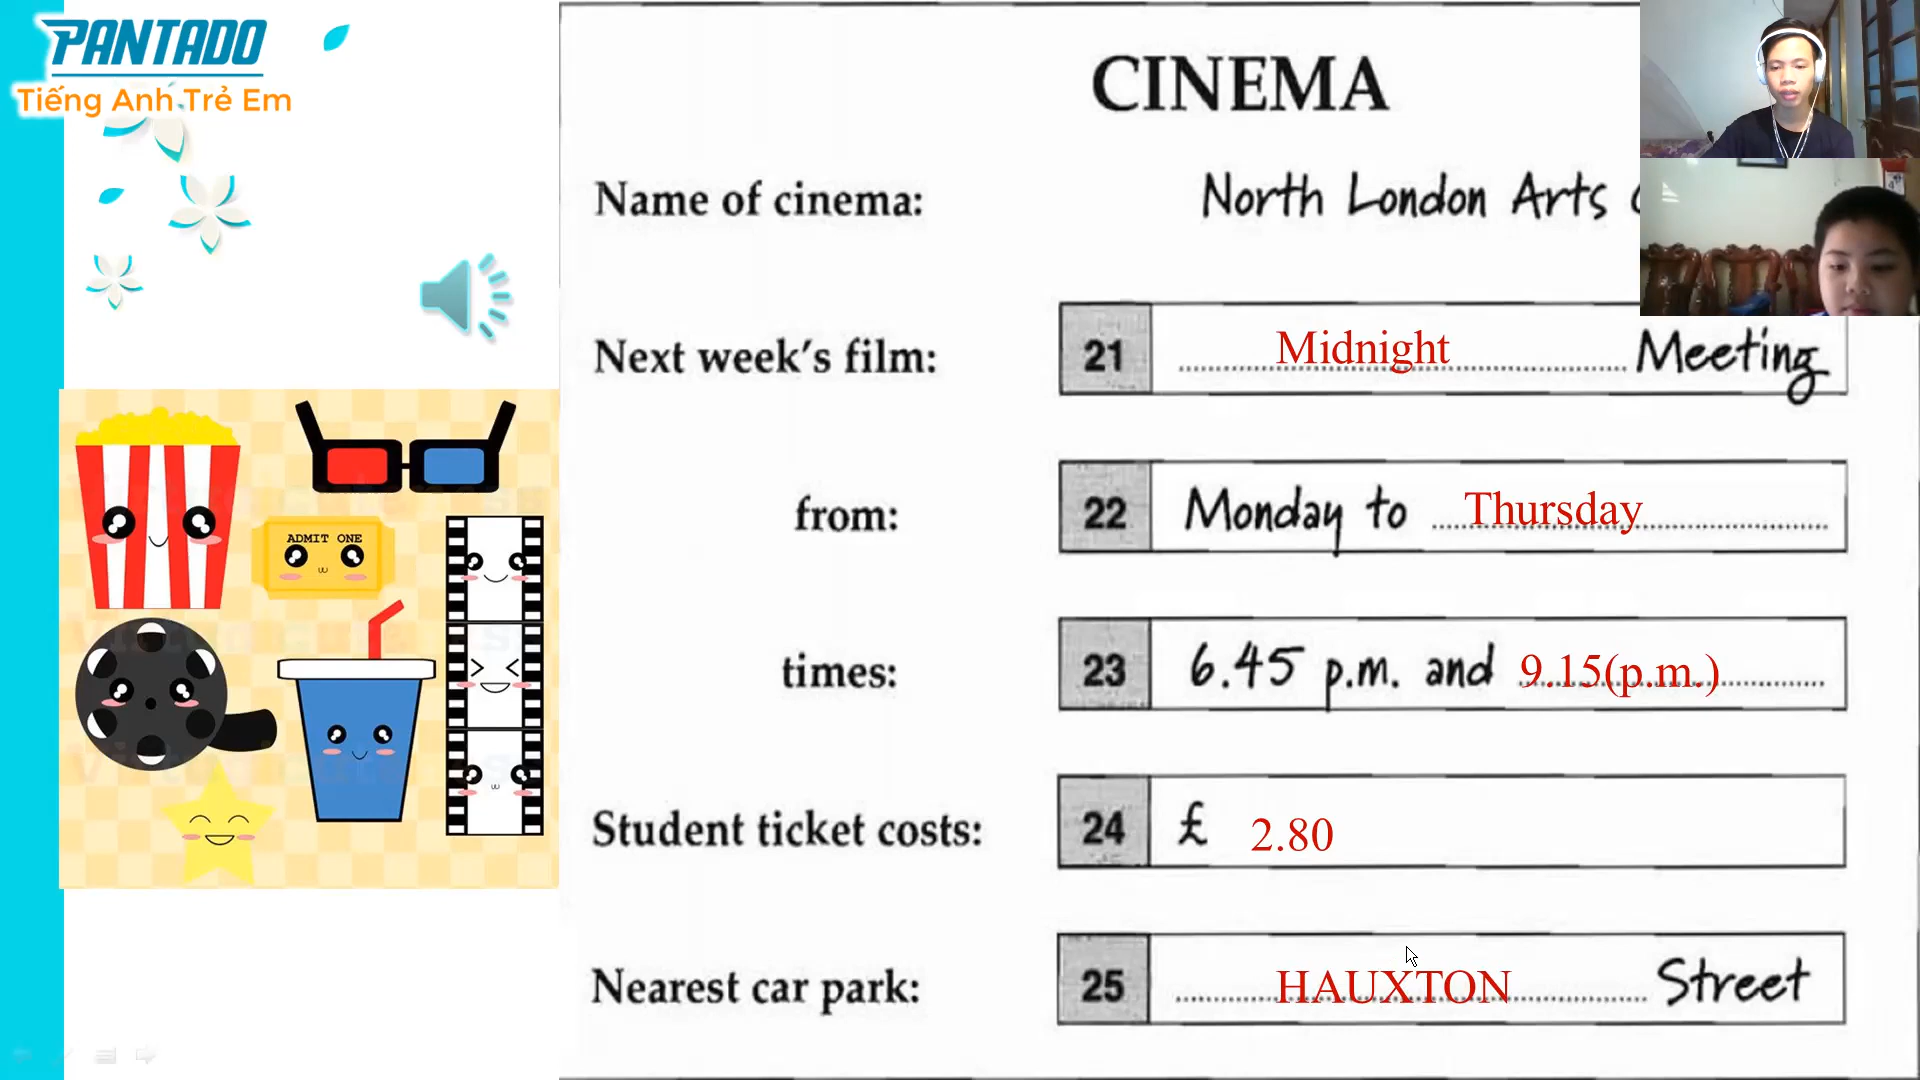 PANTADO
Tiếng Anh Trẻ Em
CINEMA
Name of cinema: North London Arts
Next week's film: 21 Midnight Meeting
from: 22 Monday to Thursday
times: 23 6.45 p.m. and 9.15(p.m.)
ADMIT ONE
Student ticket costs: 24 £ 2.80
Nearest car park: 25 HAUXTON Street